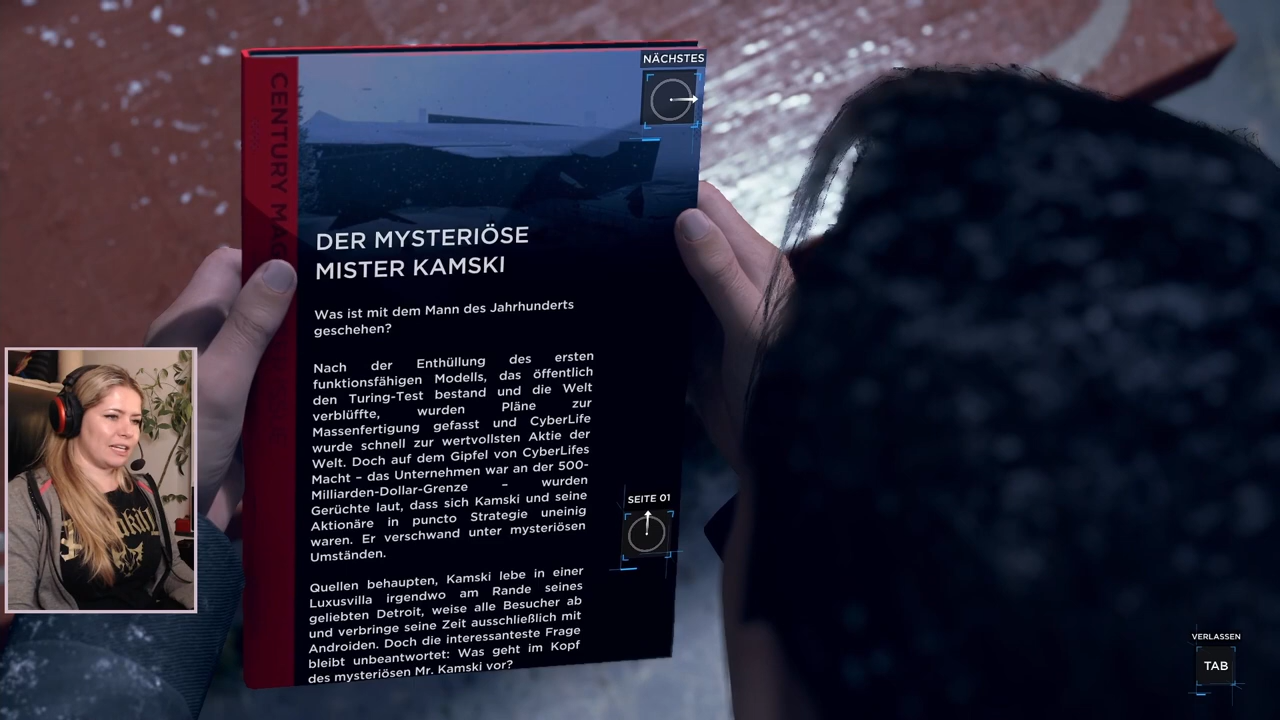 NÄCHSTES
CENTURY
DER MYSTERIÖSE
MISTER KAMSKI
Was ist mit dem Mann des Jahrhunderts
geschehen?
Nach der Enthüllung des ersten
funktionsfähigen Modells, das öffentlich
den Turing-Test bestand und die Welt
verblüffte, wurden Pläne zur
Massenfertigung gefasst und CyberLife
wurde schnell zur wertvollsten Aktie der
Welt. Doch auf dem Gipfel von CyberLifes
Macht – das Unternehmen war an der 500-
Milliarden-Dollar-Grenze – wurden
Gerüchte laut, dass sich Kamski und seine
Aktionäre in puncto Strategie uneinig
waren. Er verschwand unter mysteriösen
Umständen.
SEITE 01
Quellen behaupten, Kamski lebe in einer
Luxusvilla irgendwo am Rande seines
geliebten Detroit, weise alle Besucher ab
und verbringe seine Zeit ausschließlich mit
Androiden. Doch die interessanteste Frage
bleibt unbeantwortet: Was geht im Kopf
des mysteriösen Mr. Kamski vor?
VERLASSEN
TAB